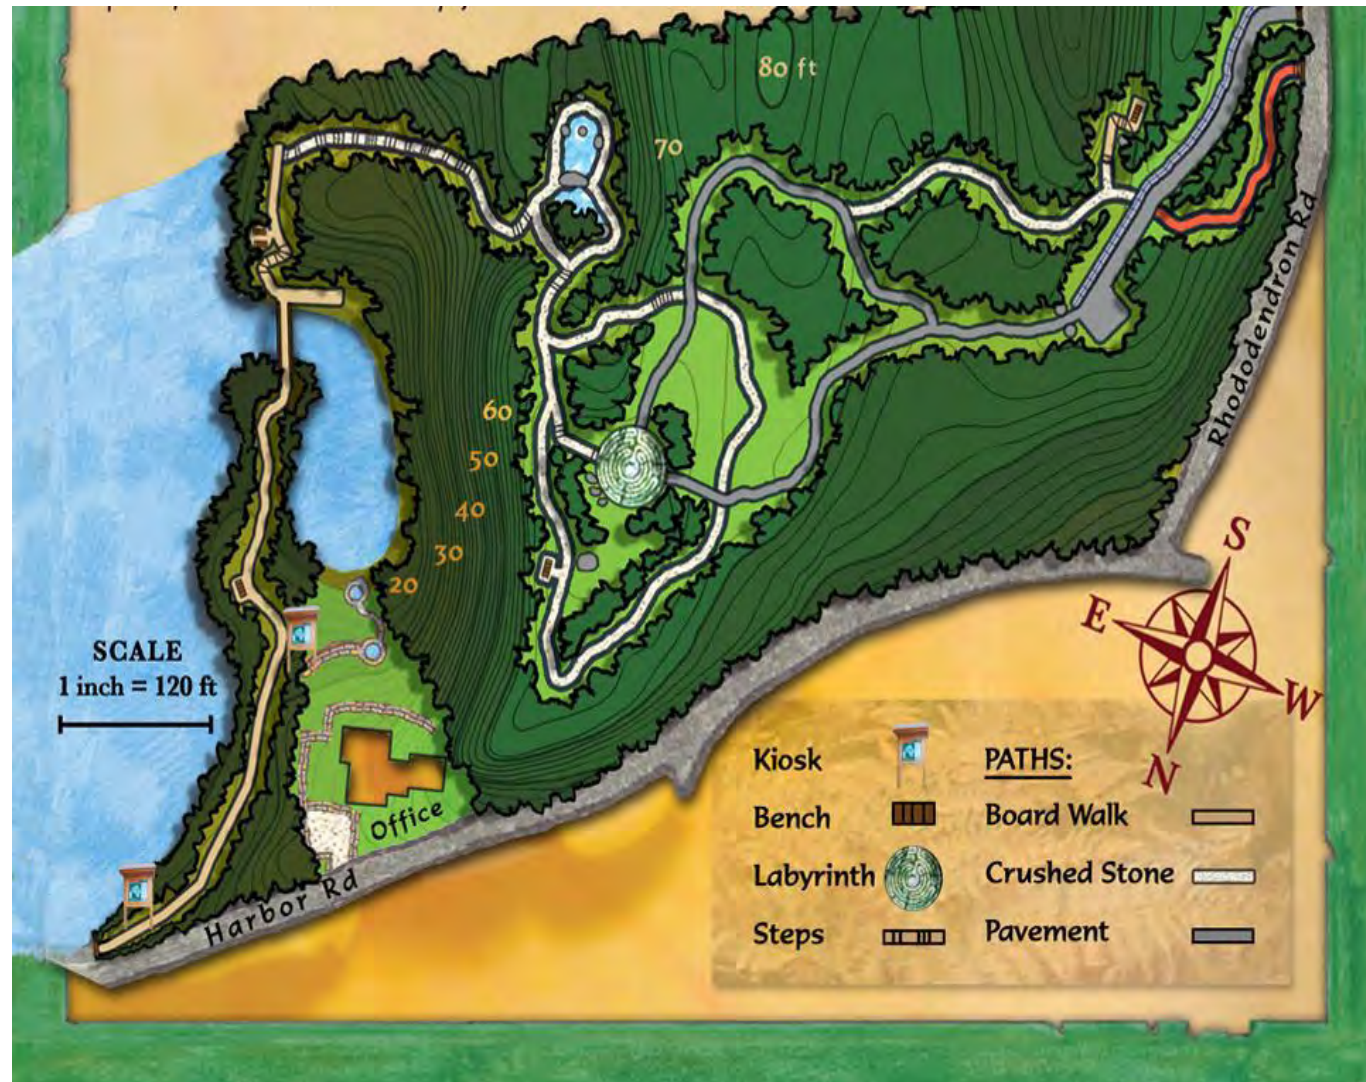 80 ft
70
60
50
40
30
20
Rhododendron Rd
SCALE
1 inch = 120 ft
Office
Harbor Rd
S
E
W
N
Kiosk
Bench
Labyrinth
Steps
PATHS:
Board Walk
Crushed Stone
Pavement